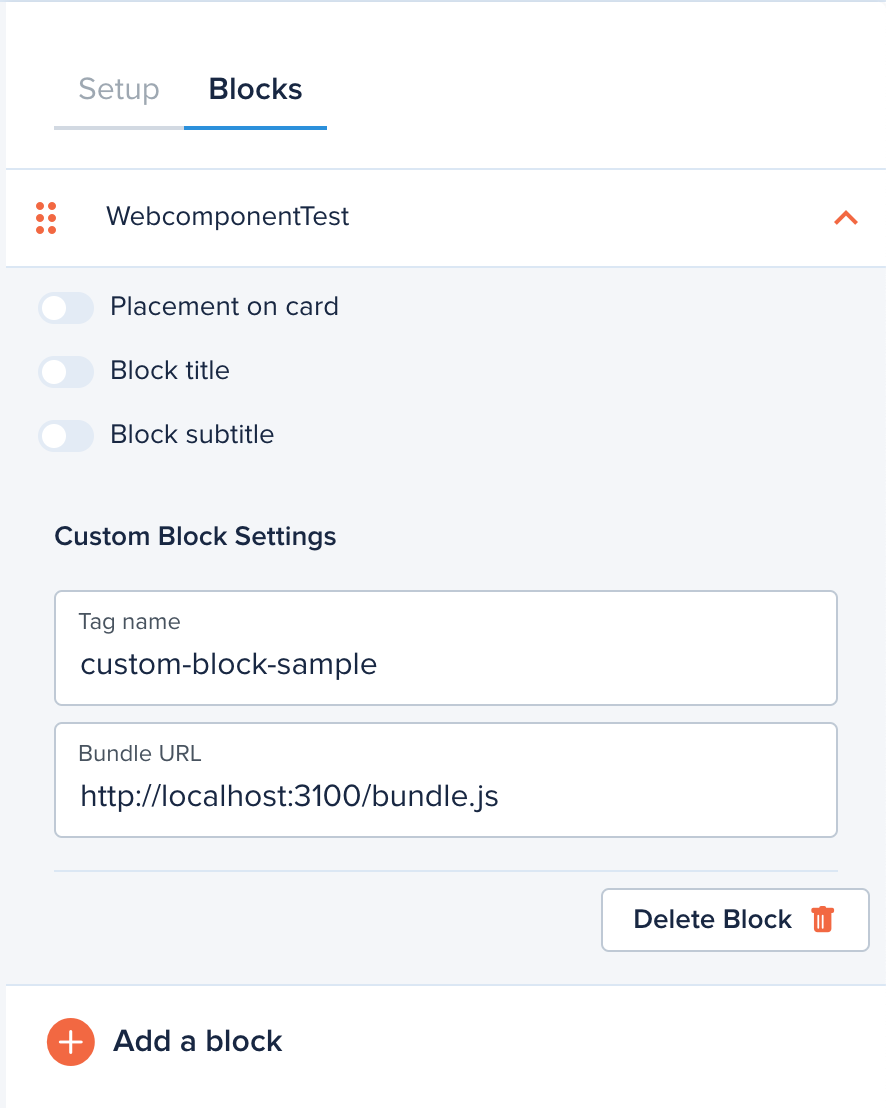 Setup Blocks
WebcomponentTest
Placement on card
Block title
Block subtitle
Custom Block Settings
Tag name
custom-block-sample
Bundle URL
http://localhost:3100/bundle.js
Delete Block
Add a block